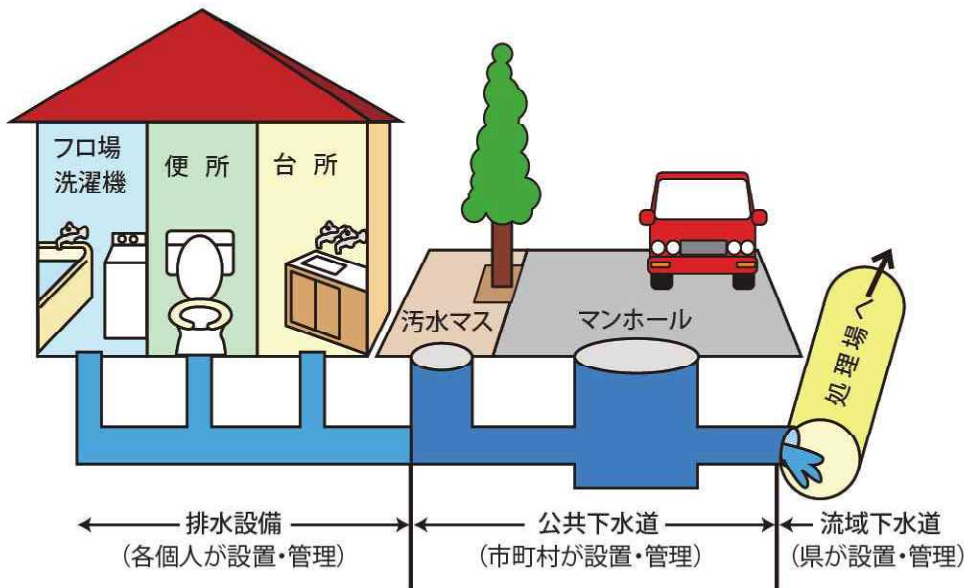 フロ場
洗濯機
便所
台所
汚水マス
マンホール
処理場へ
排水設備
(各個人が設置・管理)
公共下水道
(市町村が設置・管理)
流域下水道
(県が設置・管理)